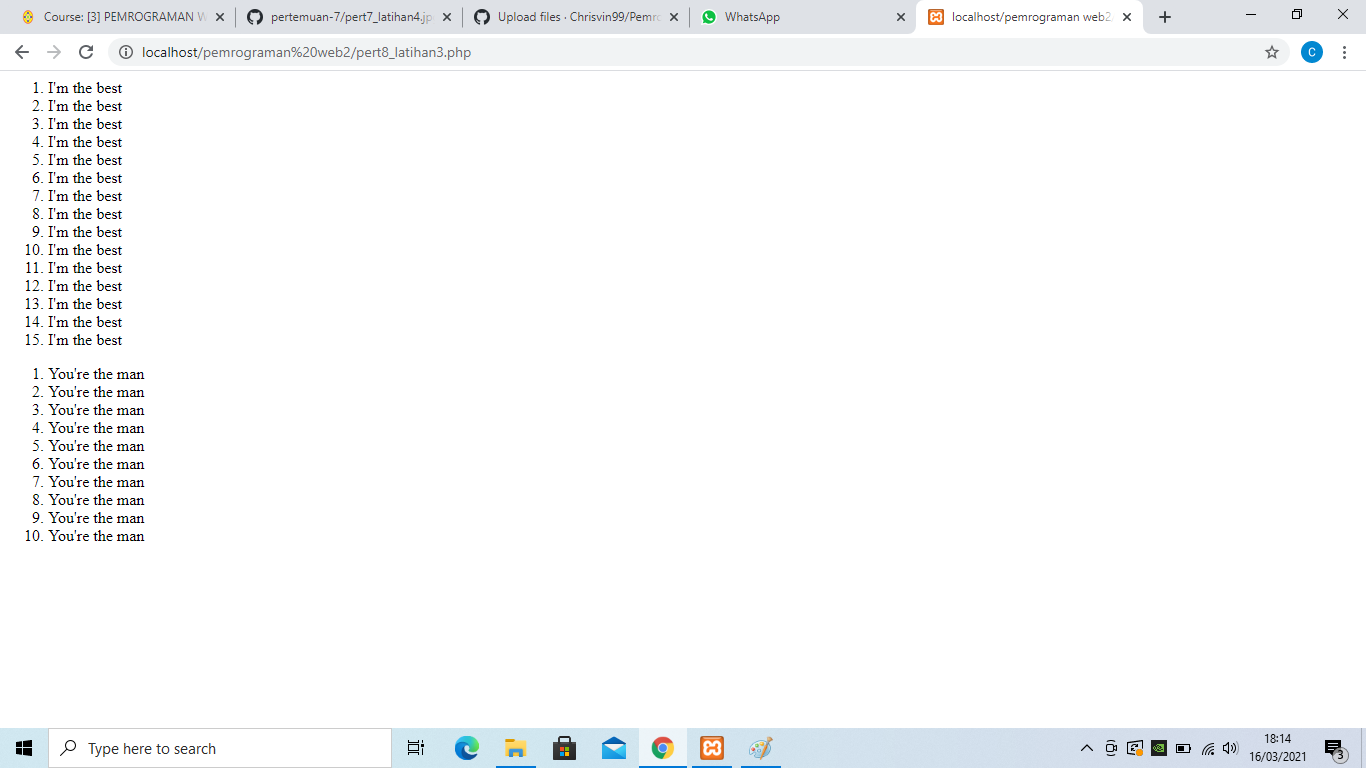 Course: [3] PEMROGRAMAN W
pertemuan-7/pert7_latihan4.jp
Upload files · Chrisvin99/Pemro
WhatsApp
localhost/pemrograman web2
localhost/pemrograman%20web2/pert8_latihan3.php
C
1. I'm the best
2. I'm the best
3. I'm the best
4. I'm the best
5. I'm the best
6. I'm the best
7. I'm the best
8. I'm the best
9. I'm the best
10. I'm the best
11. I'm the best
12. I'm the best
13. I'm the best
14. I'm the best
15. I'm the best
1. You're the man
2. You're the man
3. You're the man
4. You're the man
5. You're the man
6. You're the man
7. You're the man
8. You're the man
9. You're the man
10. You're the man
Type here to search
18:14
16/03/2021
3